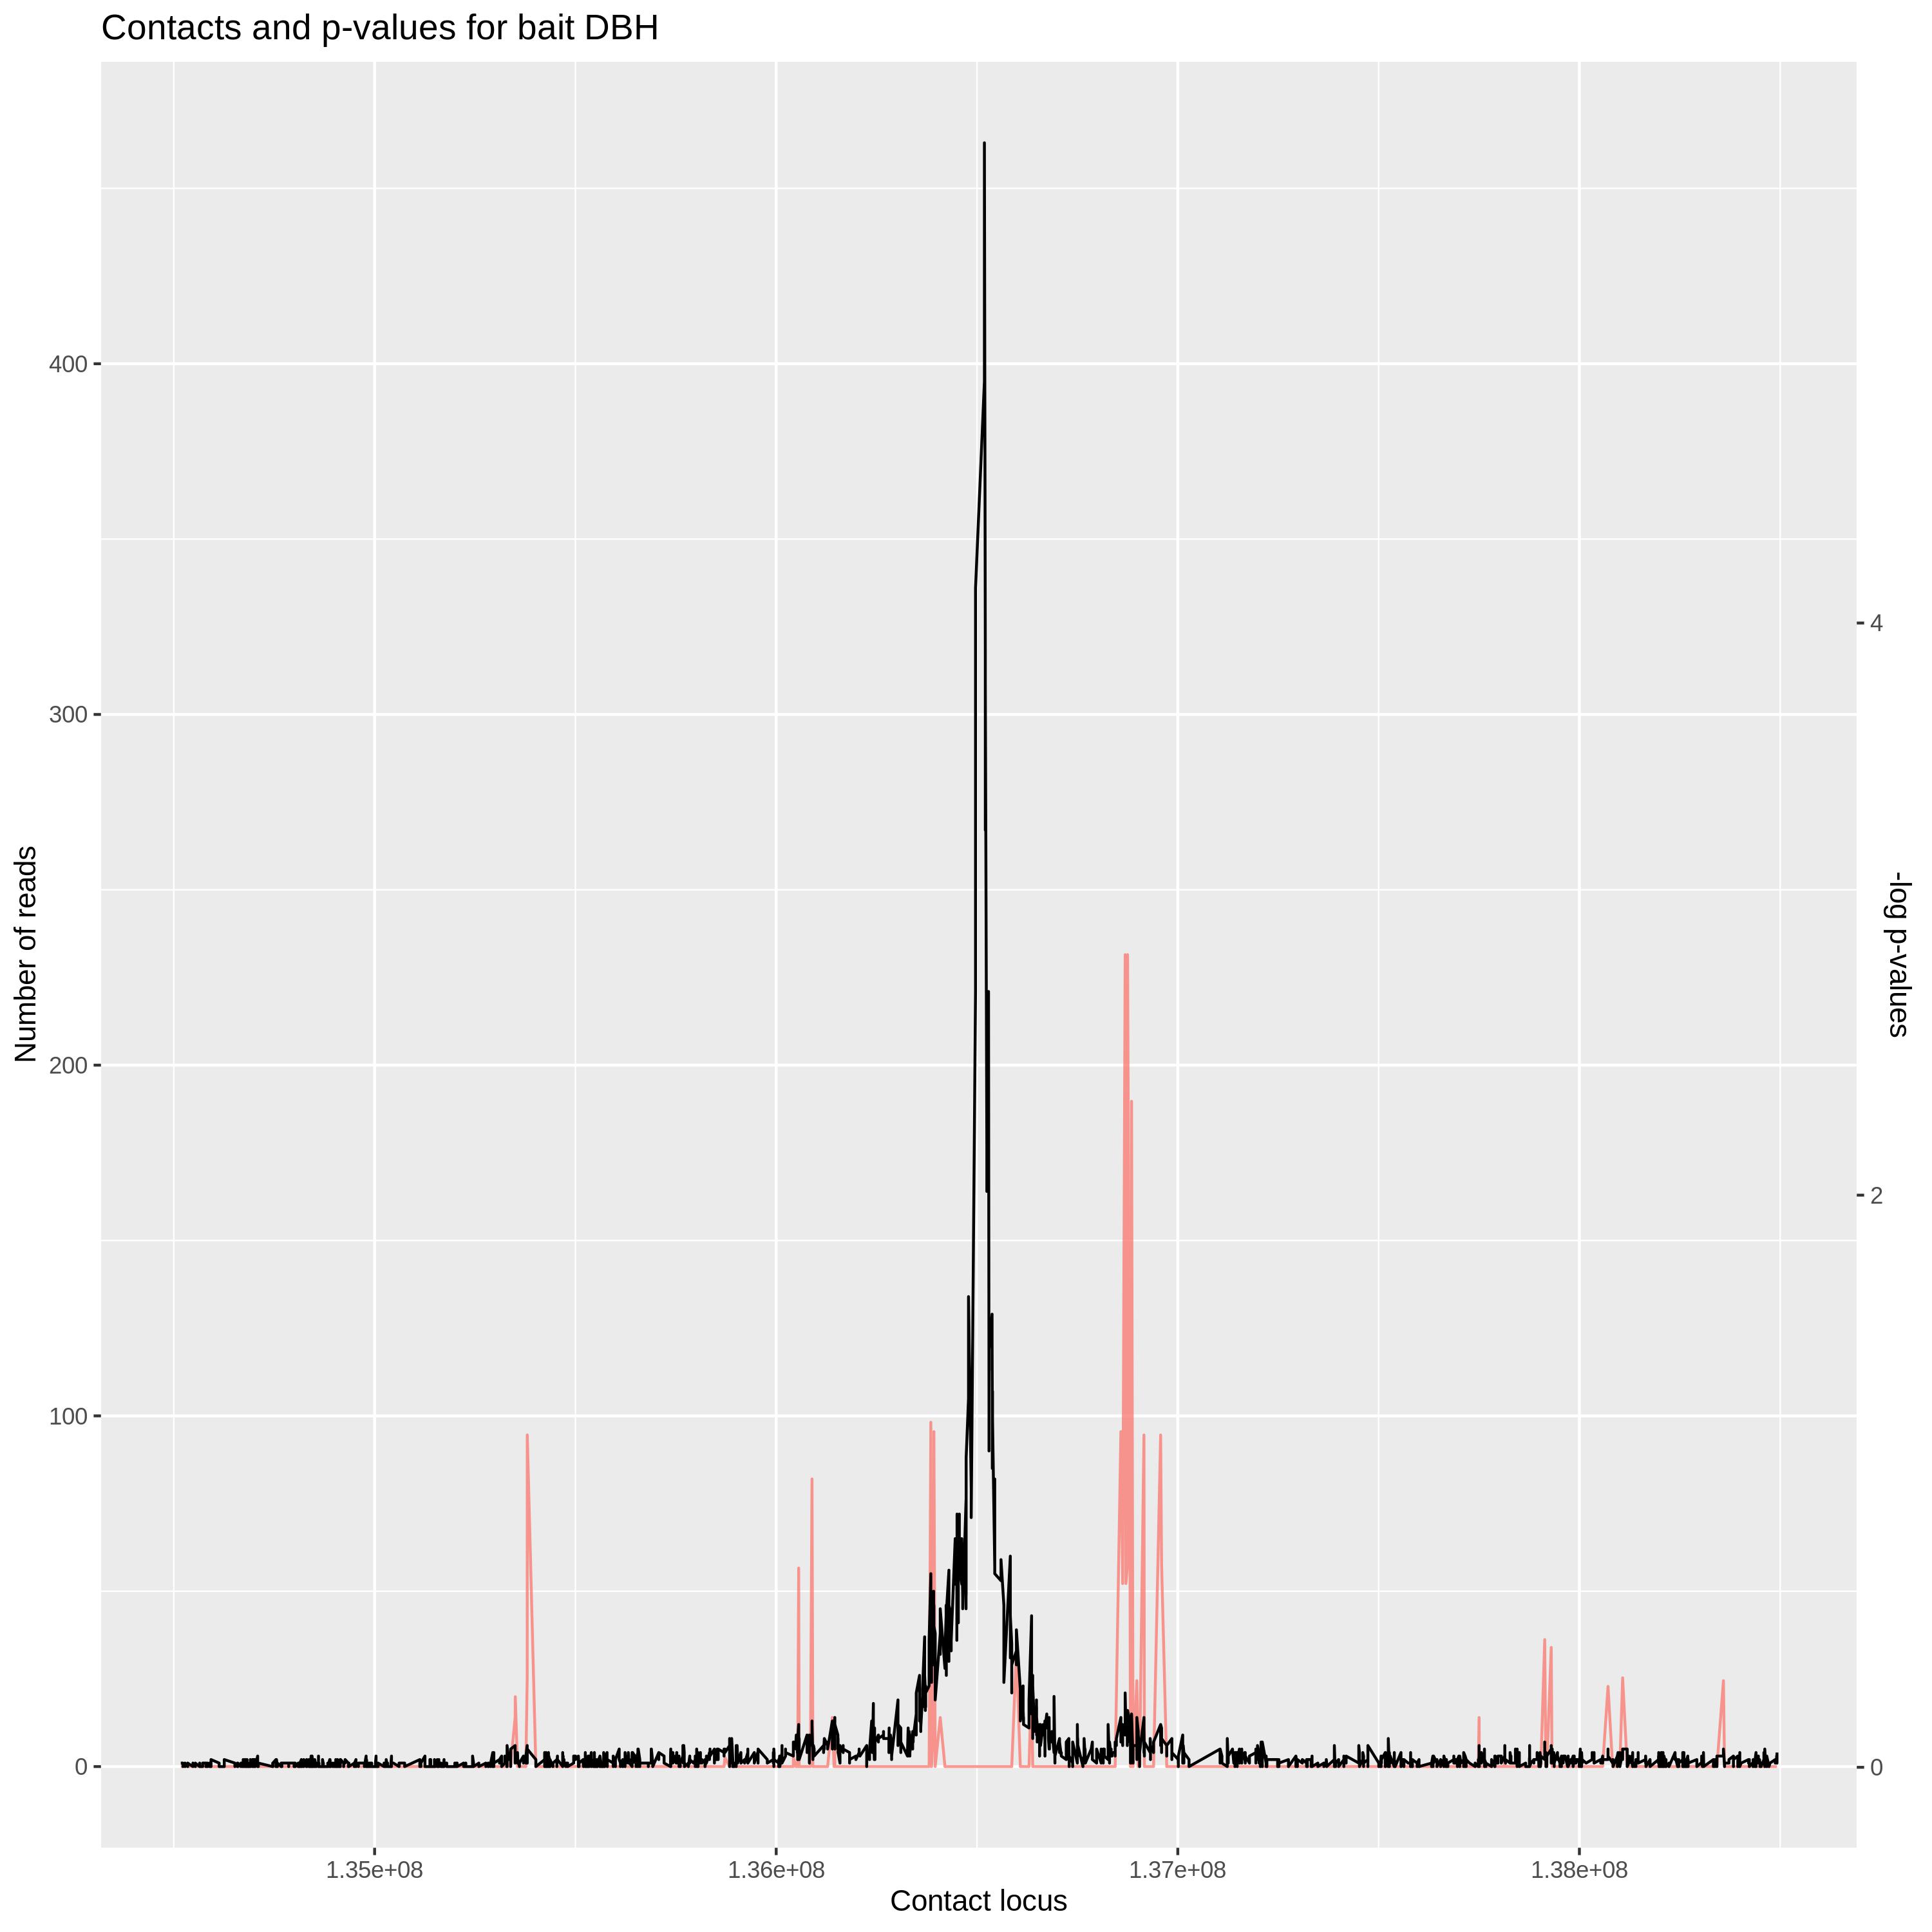 Contacts and p-values for bait DBH
Number of reads
400
300
200
100
0
4
2
0
-log p-values
1.35e+08
1.36e+08
1.37e+08
1.38e+08
Contact locus